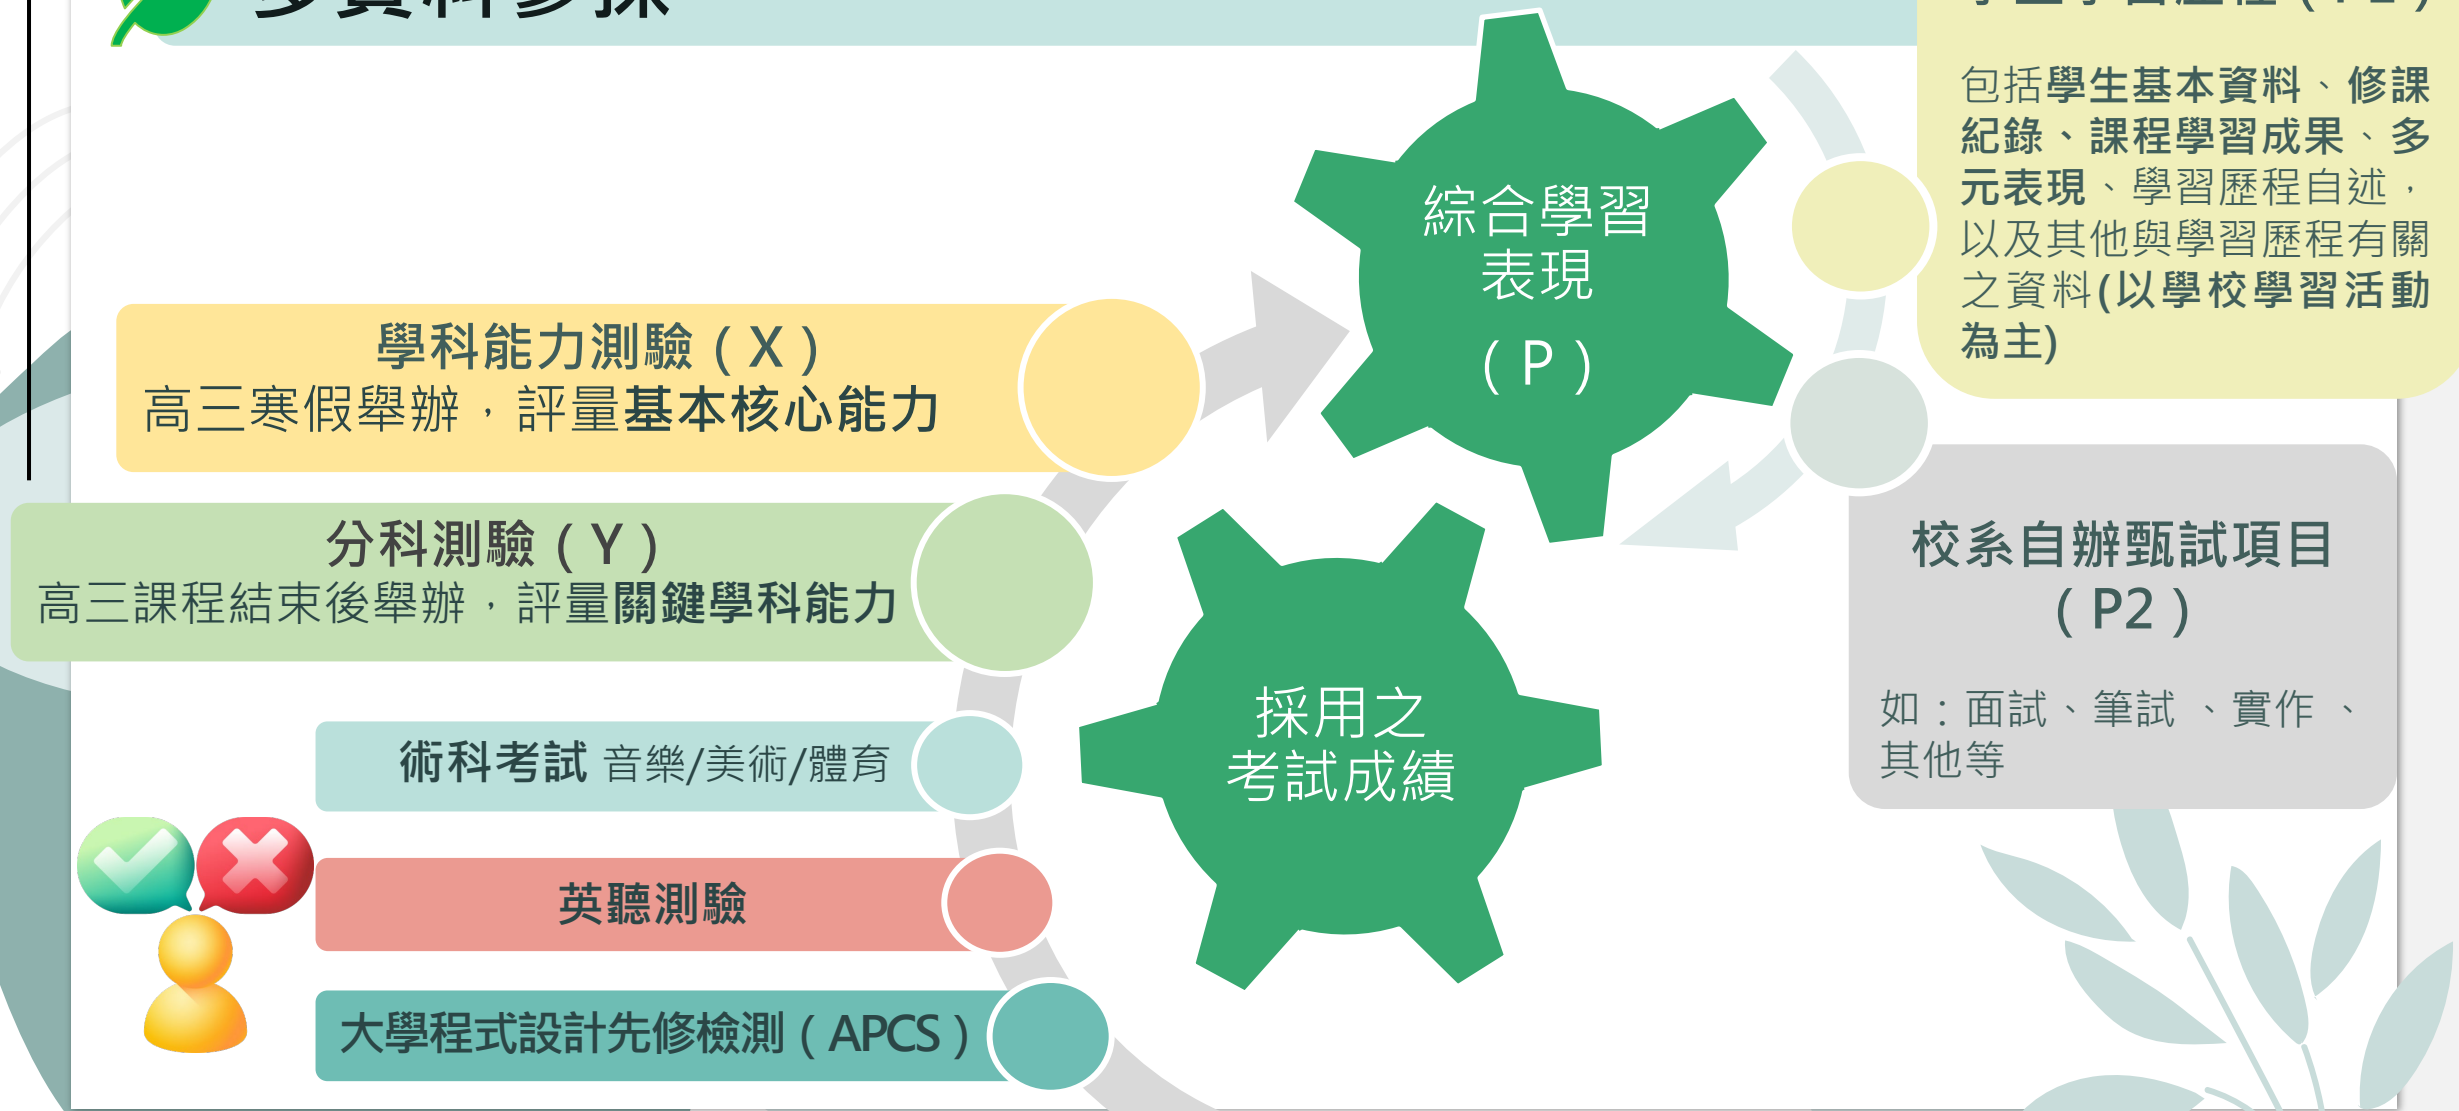 綜合學習
表現
(P)
包括學生基本資料、修課
紀錄、課程學習成果、多
元表現、學習歷程自述，
以及其他與學習歷程有關
之資料(以學校學習活動
為主)
學科能力測驗(X)
高三寒假舉辦，評量基本核心能力
分科測驗(Y)
高三課程結束後舉辦，評量關鍵學科能力
校系自辦甄試項目
(P2)
如：面試、筆試 、實作 、
其他等
採用之
考試成績
術科考試 音樂/美術/體育
英聽測驗
大學程式設計先修檢測(APCS)